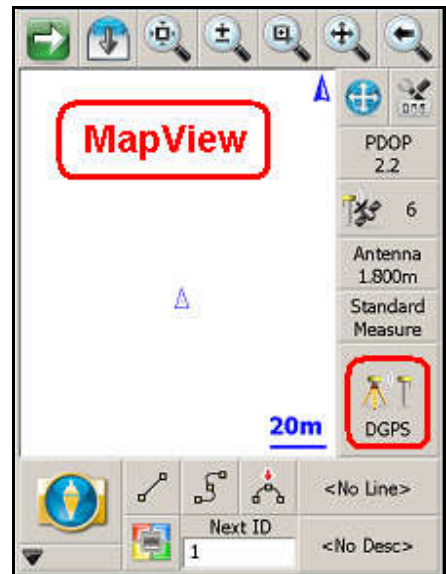 MapView
PDOP
2.2
6
Antenna
1.800m
Standard
Measure
DGPS
20m
<No Line>
Next ID
1
<No Desc>